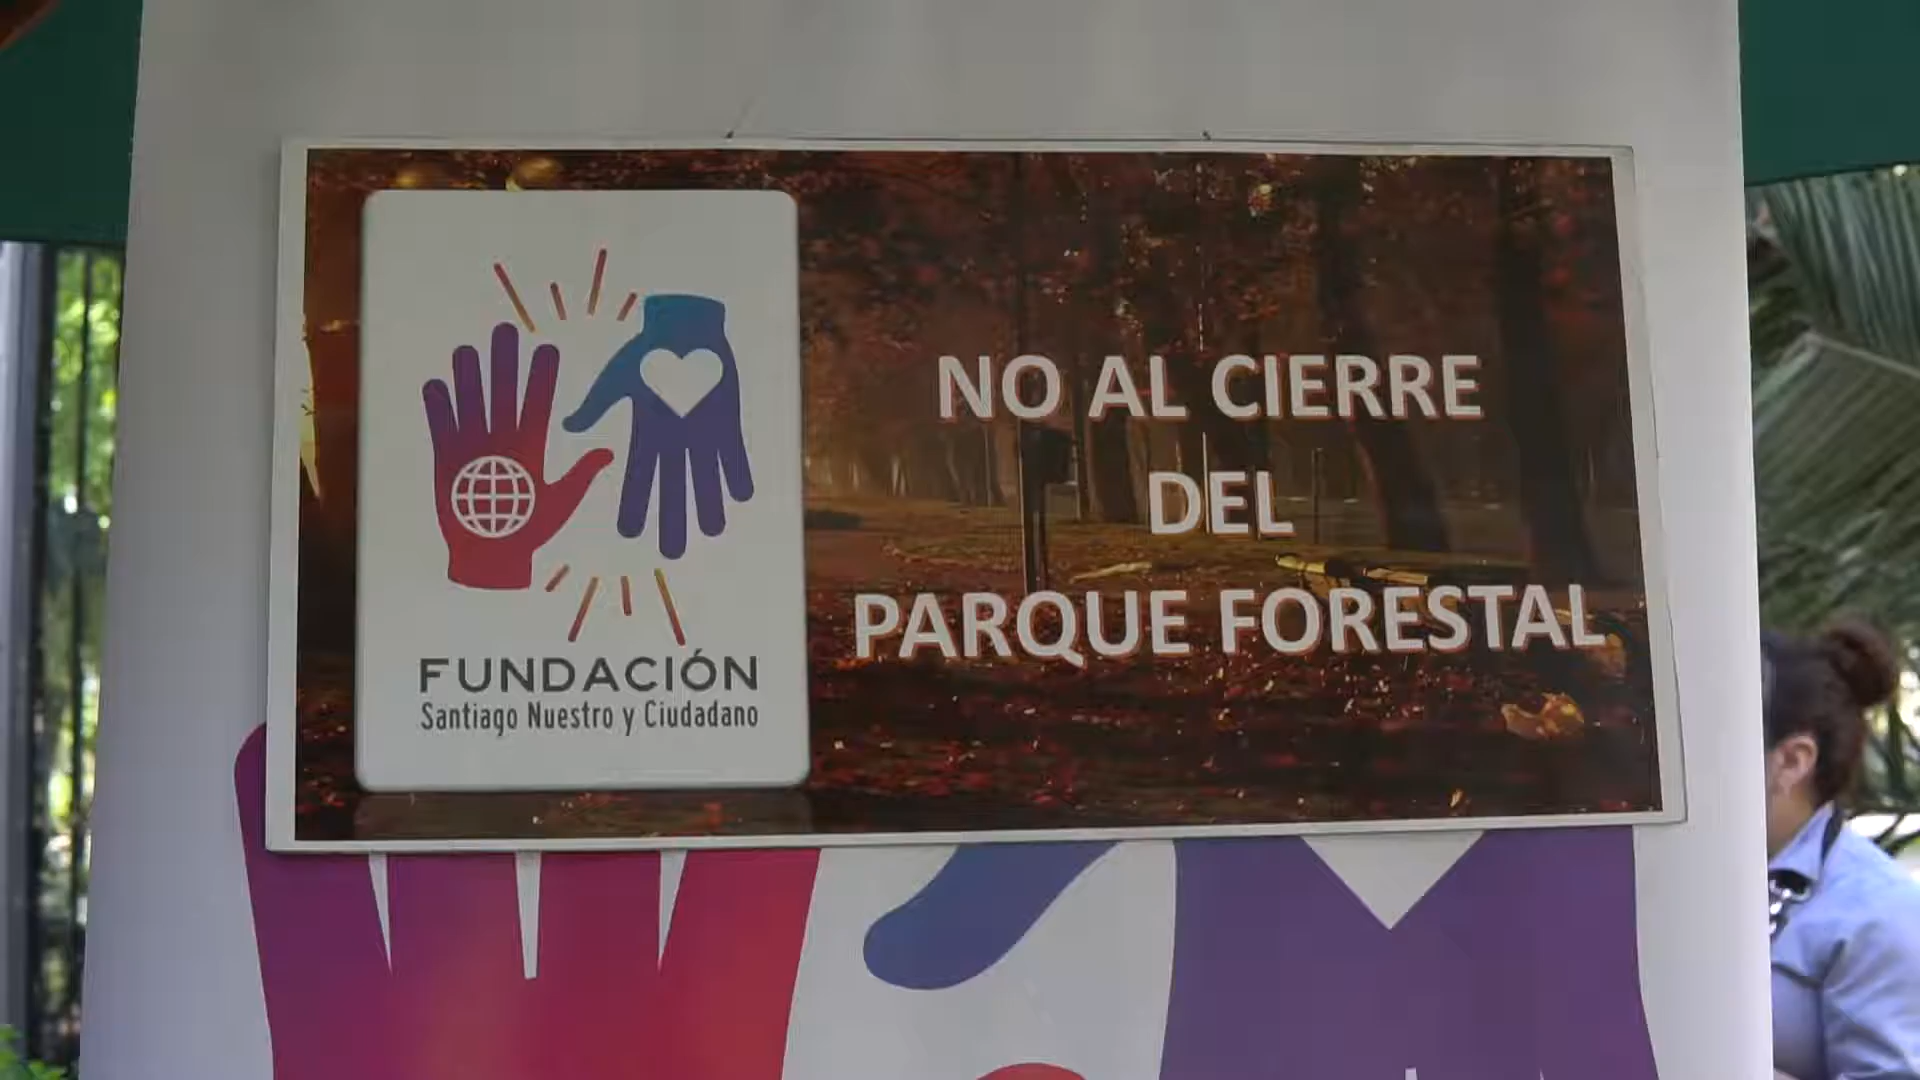 FUNDACIÓN
Santiago Nuestro y Ciudadano
NO AL CIERRE
DEL
PARQUE FORESTAL